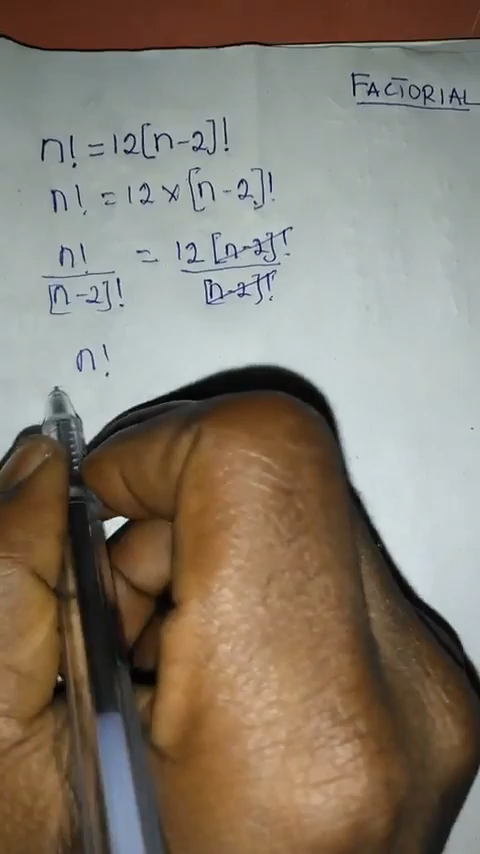 FACTORIAL
n! = 12[n-2]!
n! = 12 × [n-2]!
n! / [n-2]! = 12 [n-2]! / [n-2]!
n!